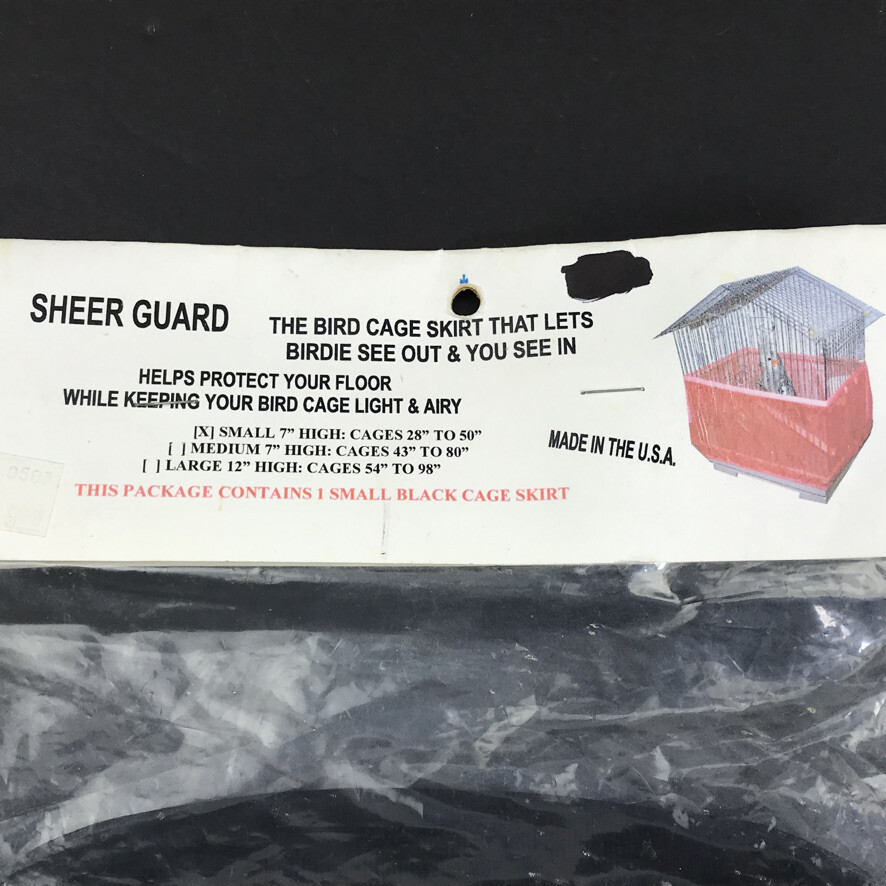 SHEER GUARD
THE BIRD CAGE SKIRT THAT LETS
BIRDIE SEE OUT & YOU SEE IN
HELPS PROTECT YOUR FLOOR
WHILE KEEPING YOUR BIRD CAGE LIGHT & AIRY
[X] SMALL 7” HIGH: CAGES 28” TO 50”
[ ] MEDIUM 7” HIGH: CAGES 43” TO 80”
[ ] LARGE 12” HIGH: CAGES 54” TO 98”
THIS PACKAGE CONTAINS 1 SMALL BLACK CAGE SKIRT
MADE IN THE U.S.A.